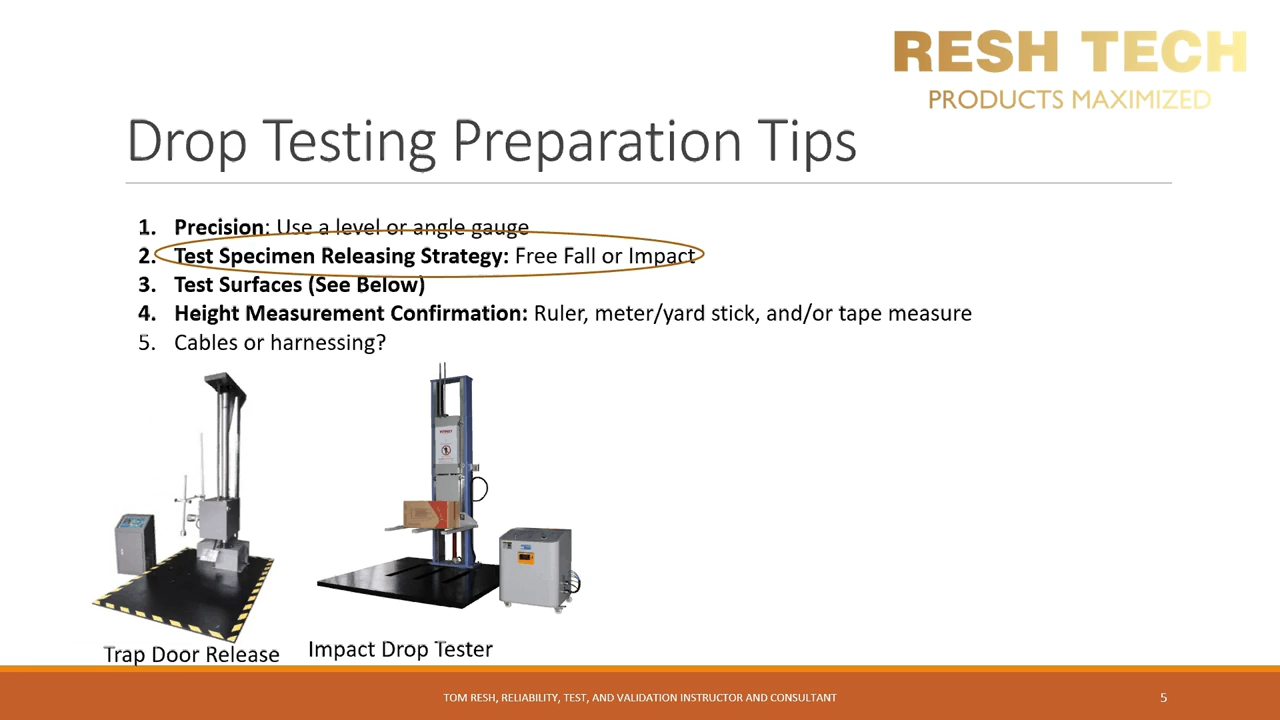 RESH TECH
PRODUCTS MAXIMIZED
Drop Testing Preparation Tips
1. Precision: Use a level or angle gauge
2. Test Specimen Releasing Strategy: Free Fall or Impact
3. Test Surfaces (See Below)
4. Height Measurement Confirmation: Ruler, meter/yard stick, and/or tape measure
5. Cables or harnessing?
Trap Door Release
Impact Drop Tester
TOM RESH, RELIABILITY, TEST, AND VALIDATION INSTRUCTOR AND CONSULTANT
5